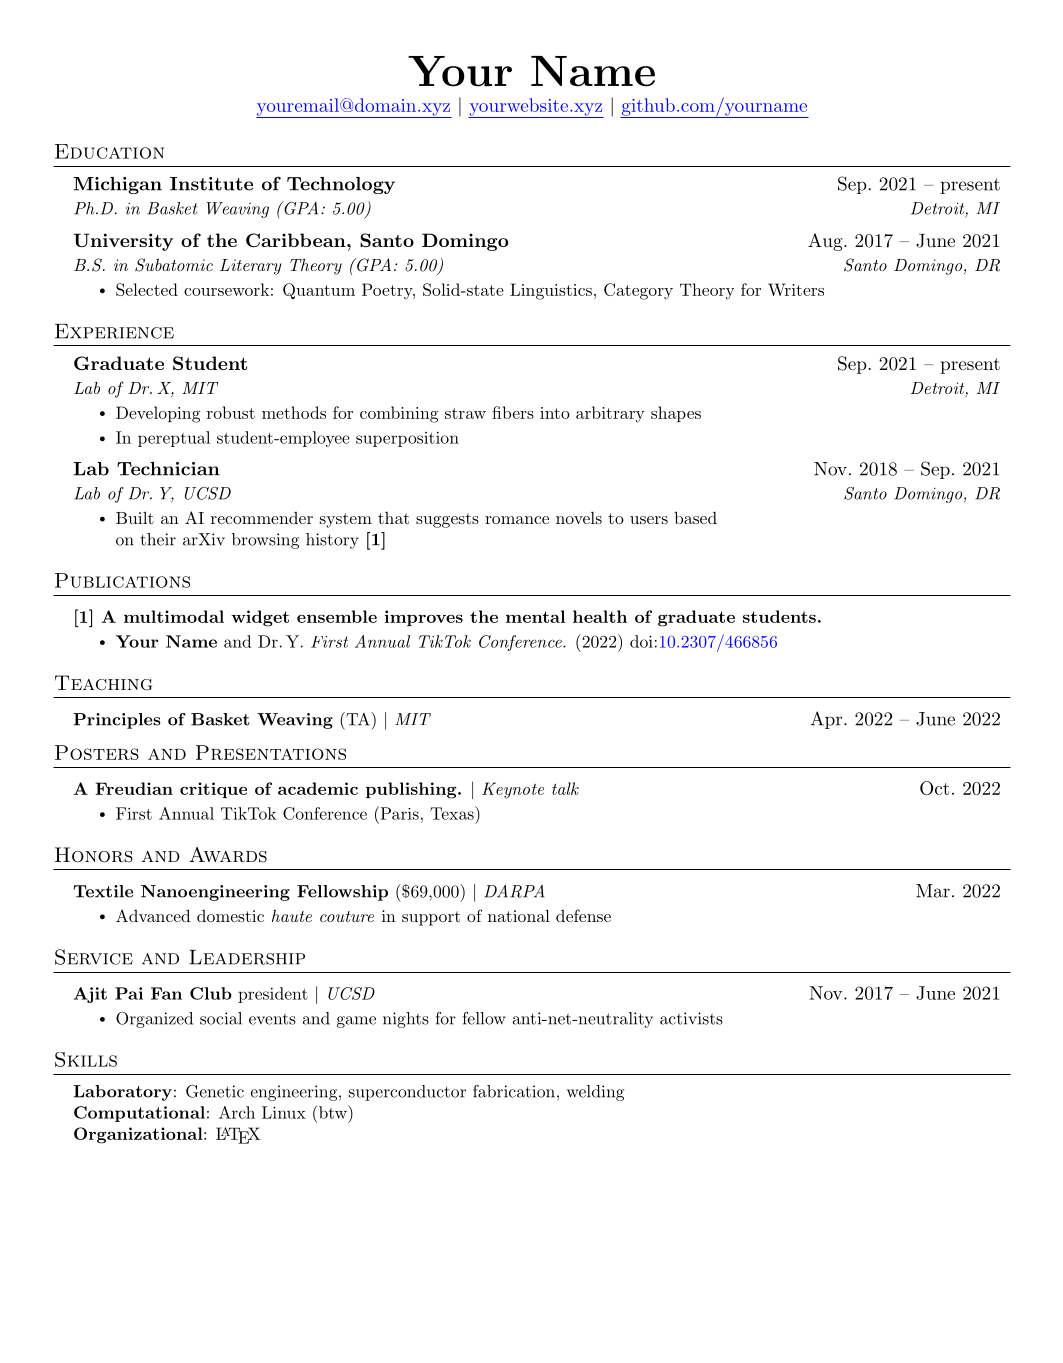 Your Name
youremail@domain.xyz | yourwebsite.xyz | github.com/yourname
Education
Michigan Institute of Technology Sep. 2021 – present
Ph.D. in Basket Weaving (GPA: 5.00) Detroit, MI
University of the Caribbean, Santo Domingo Aug. 2017 – June 2021
B.S. in Subatomic Literary Theory (GPA: 5.00) Santo Domingo, DR
• Selected coursework: Quantum Poetry, Solid-state Linguistics, Category Theory for Writers
Experience
Graduate Student Sep. 2021 – present
Lab of Dr. X, MIT Detroit, MI
• Developing robust methods for combining straw fibers into arbitrary shapes
• In pereptual student-employee superposition
Lab Technician Nov. 2018 – Sep. 2021
Lab of Dr. Y, UCSD Santo Domingo, DR
• Built an AI recommender system that suggests romance novels to users based
on their arXiv browsing history [1]
Publications
[1] A multimodal widget ensemble improves the mental health of graduate students.
• Your Name and Dr. Y. First Annual TikTok Conference. (2022) doi:10.2307/466856
Teaching
Principles of Basket Weaving (TA) | MIT Apr. 2022 – June 2022
Posters and Presentations
A Freudian critique of academic publishing. | Keynote talk Oct. 2022
• First Annual TikTok Conference (Paris, Texas)
Honors and Awards
Textile Nanoengineering Fellowship ($69,000) | DARPA Mar. 2022
• Advanced domestic haute couture in support of national defense
Service and Leadership
Ajit Pai Fan Club president | UCSD Nov. 2017 – June 2021
• Organized social events and game nights for fellow anti-net-neutrality activists
Skills
Laboratory: Genetic engineering, superconductor fabrication, welding
Computational: Arch Linux (btw)
Organizational: LATEX